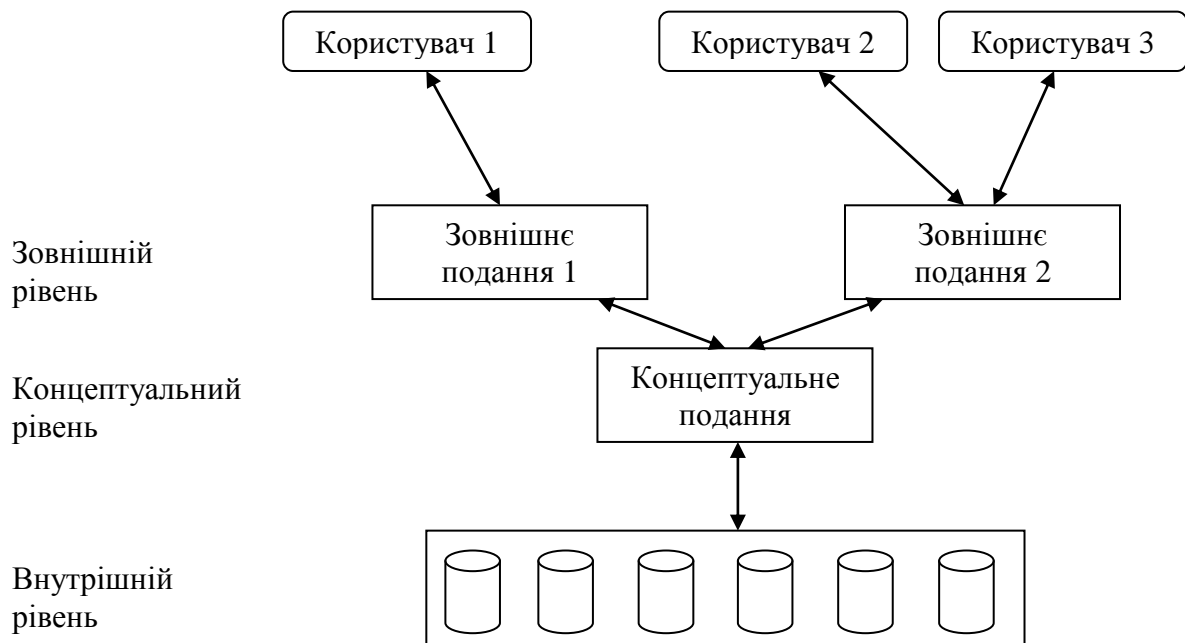 Користувач 1
Користувач 2
Користувач 3
Зовнішній
рівень
Зовнішнє
подання 1
Зовнішнє
подання 2
Концептуальний
рівень
Концептуальне
подання
Внутрішній
рівень